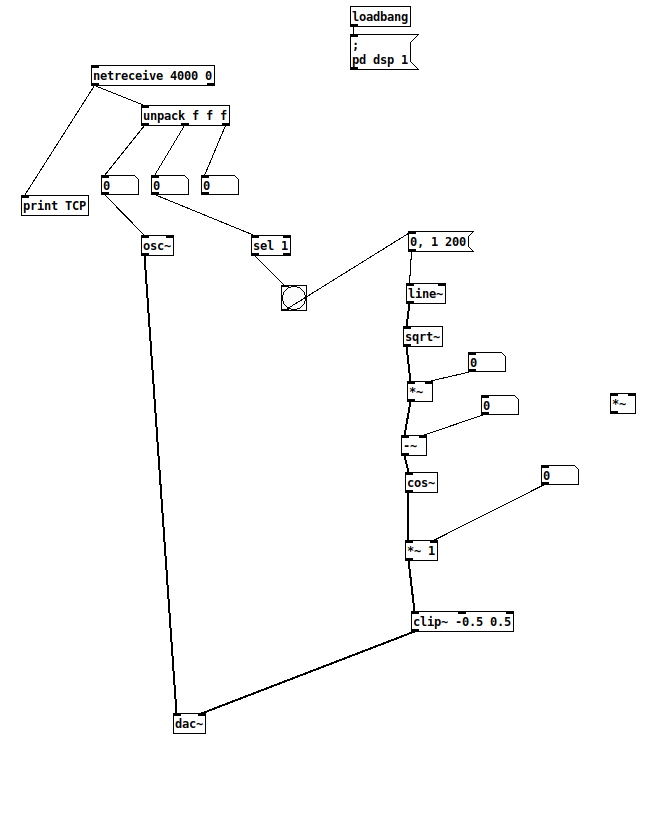 loadbang
;
pd dsp 1
netreceive 4000 0
unpack f f f
0
0
0
print TCP
osc~
sel 1
0, 1 200
line~
sqrt~
0
*~
0
*~
-~
0
cos~
*~ 1
clip~ -0.5 0.5
dac~